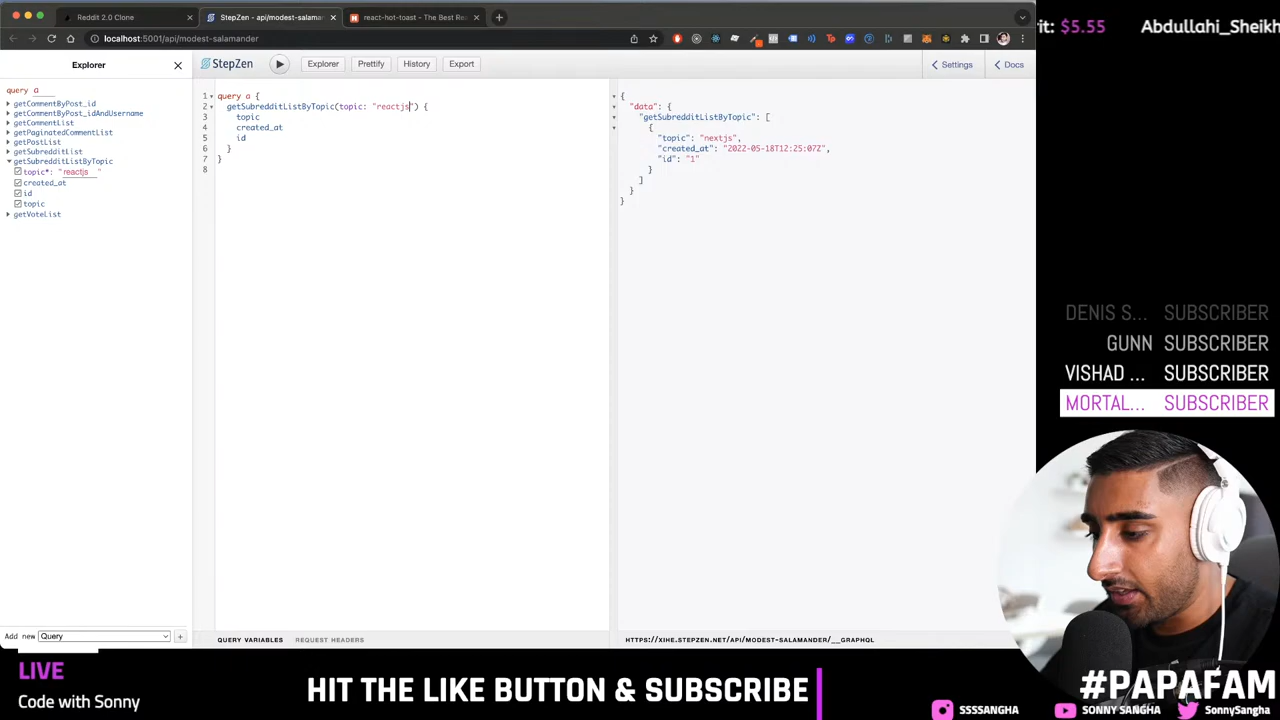 Reddit 2.0 Clone
StepZen - api/modest-salaman
react-hot-toast - The Best Rea
localhost:5001/api/modest-salamander
rit: $5.55
Abdullahi_Sheikh
Explorer
StepZen
Explorer
Prettify
History
Export
Settings
Docs
query a
getCommentByPost_id
getCommentByPost_idAndUsername
getCommentList
getPaginatedCommentList
getPostList
getSubredditList
getSubredditListByTopic
topic*: "reactjs"
created_at
id
topic
getVoteList
1 query a {
2 getSubredditListByTopic(topic: "reactjs") {
3 topic
4 created_at
5 id
6 }
7 }
8
{
"data": {
"getSubredditListByTopic": [
{
"topic": "nextjs",
"created_at": "2022-05-18T12:25:07Z",
"id": "1"
}
]
}
}
DENIS S... SUBSCRIBER
GUNN SUBSCRIBER
VISHAD ... SUBSCRIBER
MORTAL... SUBSCRIBER
Add new Query +
QUERY VARIABLES REQUEST HEADERS
HTTPS://XIHE.STEPZEN.NET/API/MODEST-SALAMANDER/__GRAPHQL
LIVE
Code with Sonny
HIT THE LIKE BUTTON & SUBSCRIBE
#PAPAFAM
SSSSANGHA
SONNY SANGHA
SonnySangha